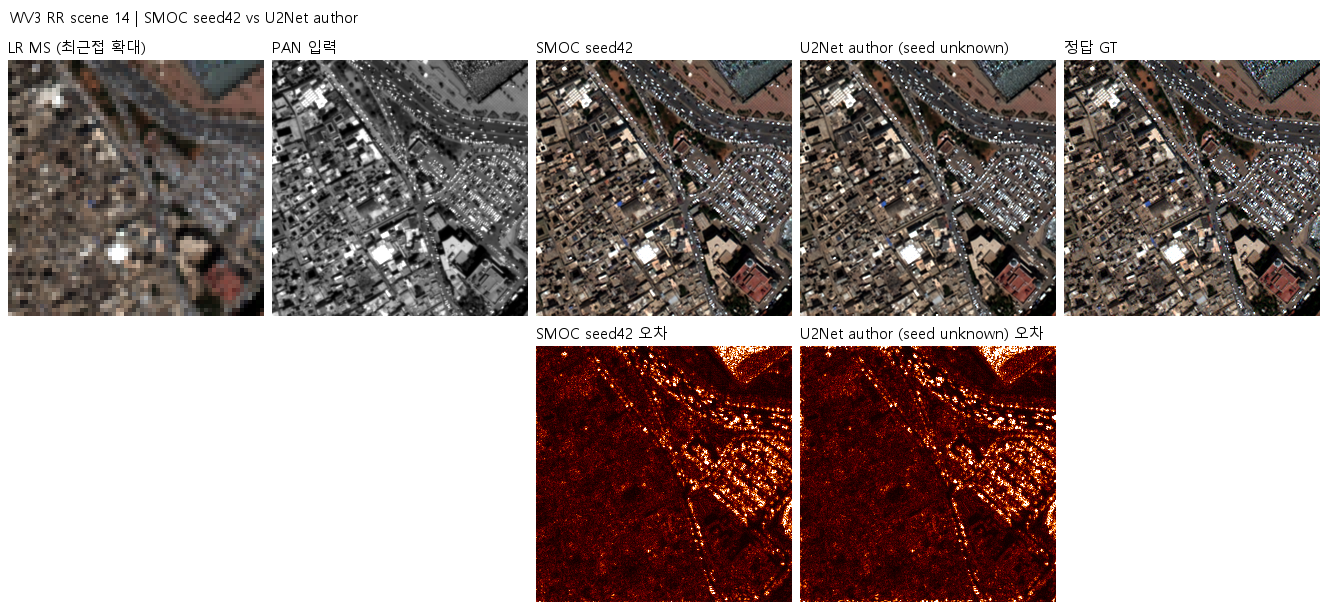 WV3 RR scene 14 | SMOC seed42 vs U2Net author
LR MS (최근접 확대)
PAN 입력
SMOC seed42
U2Net author (seed unknown)
정답 GT
SMOC seed42 오차
U2Net author (seed unknown) 오차